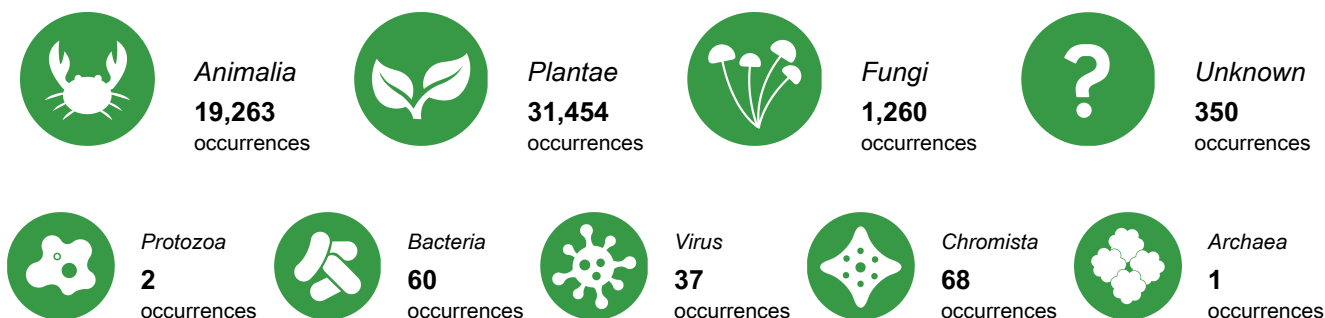 Animalia
19,263
occurrences
Plantae
31,454
occurrences
Fungi
1,260
occurrences
?
Unknown
350
occurrences
Protozoa
2
occurrences
Bacteria
60
occurrences
Virus
37
occurrences
Chromista
68
occurrences
Archaea
1
occurrences